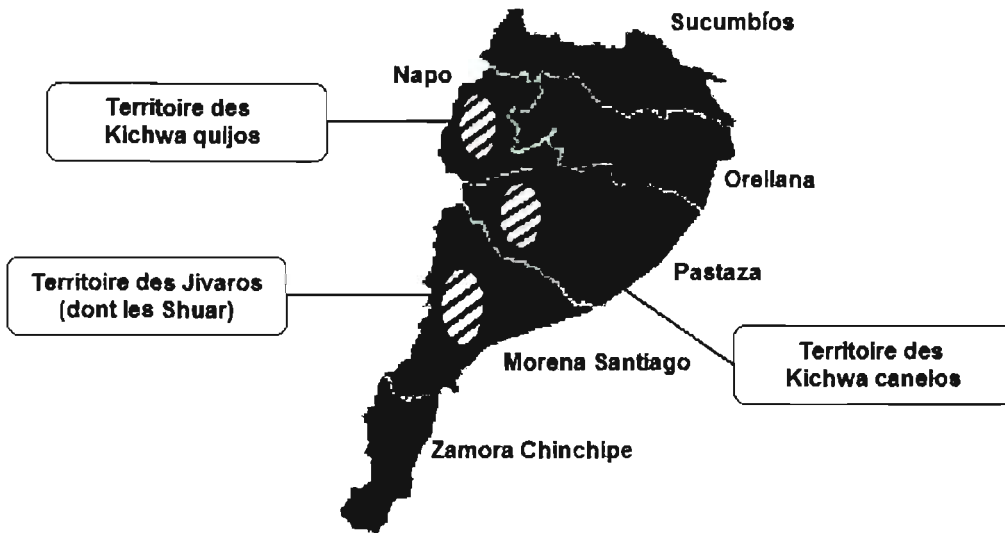 Sucumbíos
Napo
Territoire des
Kichwa quijos
Orellana
Territoire des Jivaros
(dont les Shuar)
Pastaza
Morena Santiago
Territoire des
Kichwa canelos
Zamora Chinchipe